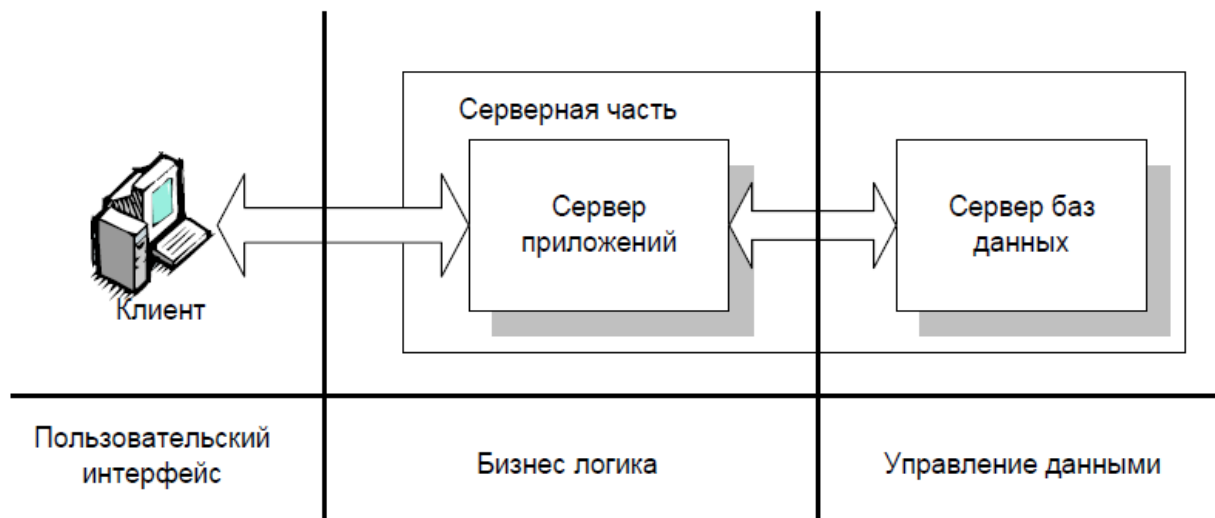 Серверная часть
Сервер
приложений
Сервер баз
данных
Клиент
Пользовательский
интерфейс
Бизнес логика
Управление данными